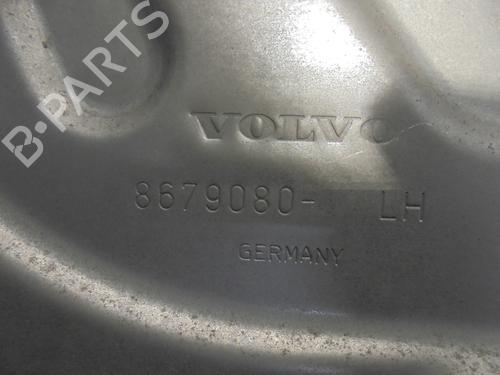 B-PARTS
VOLVO
8679080- LH
GERMANY